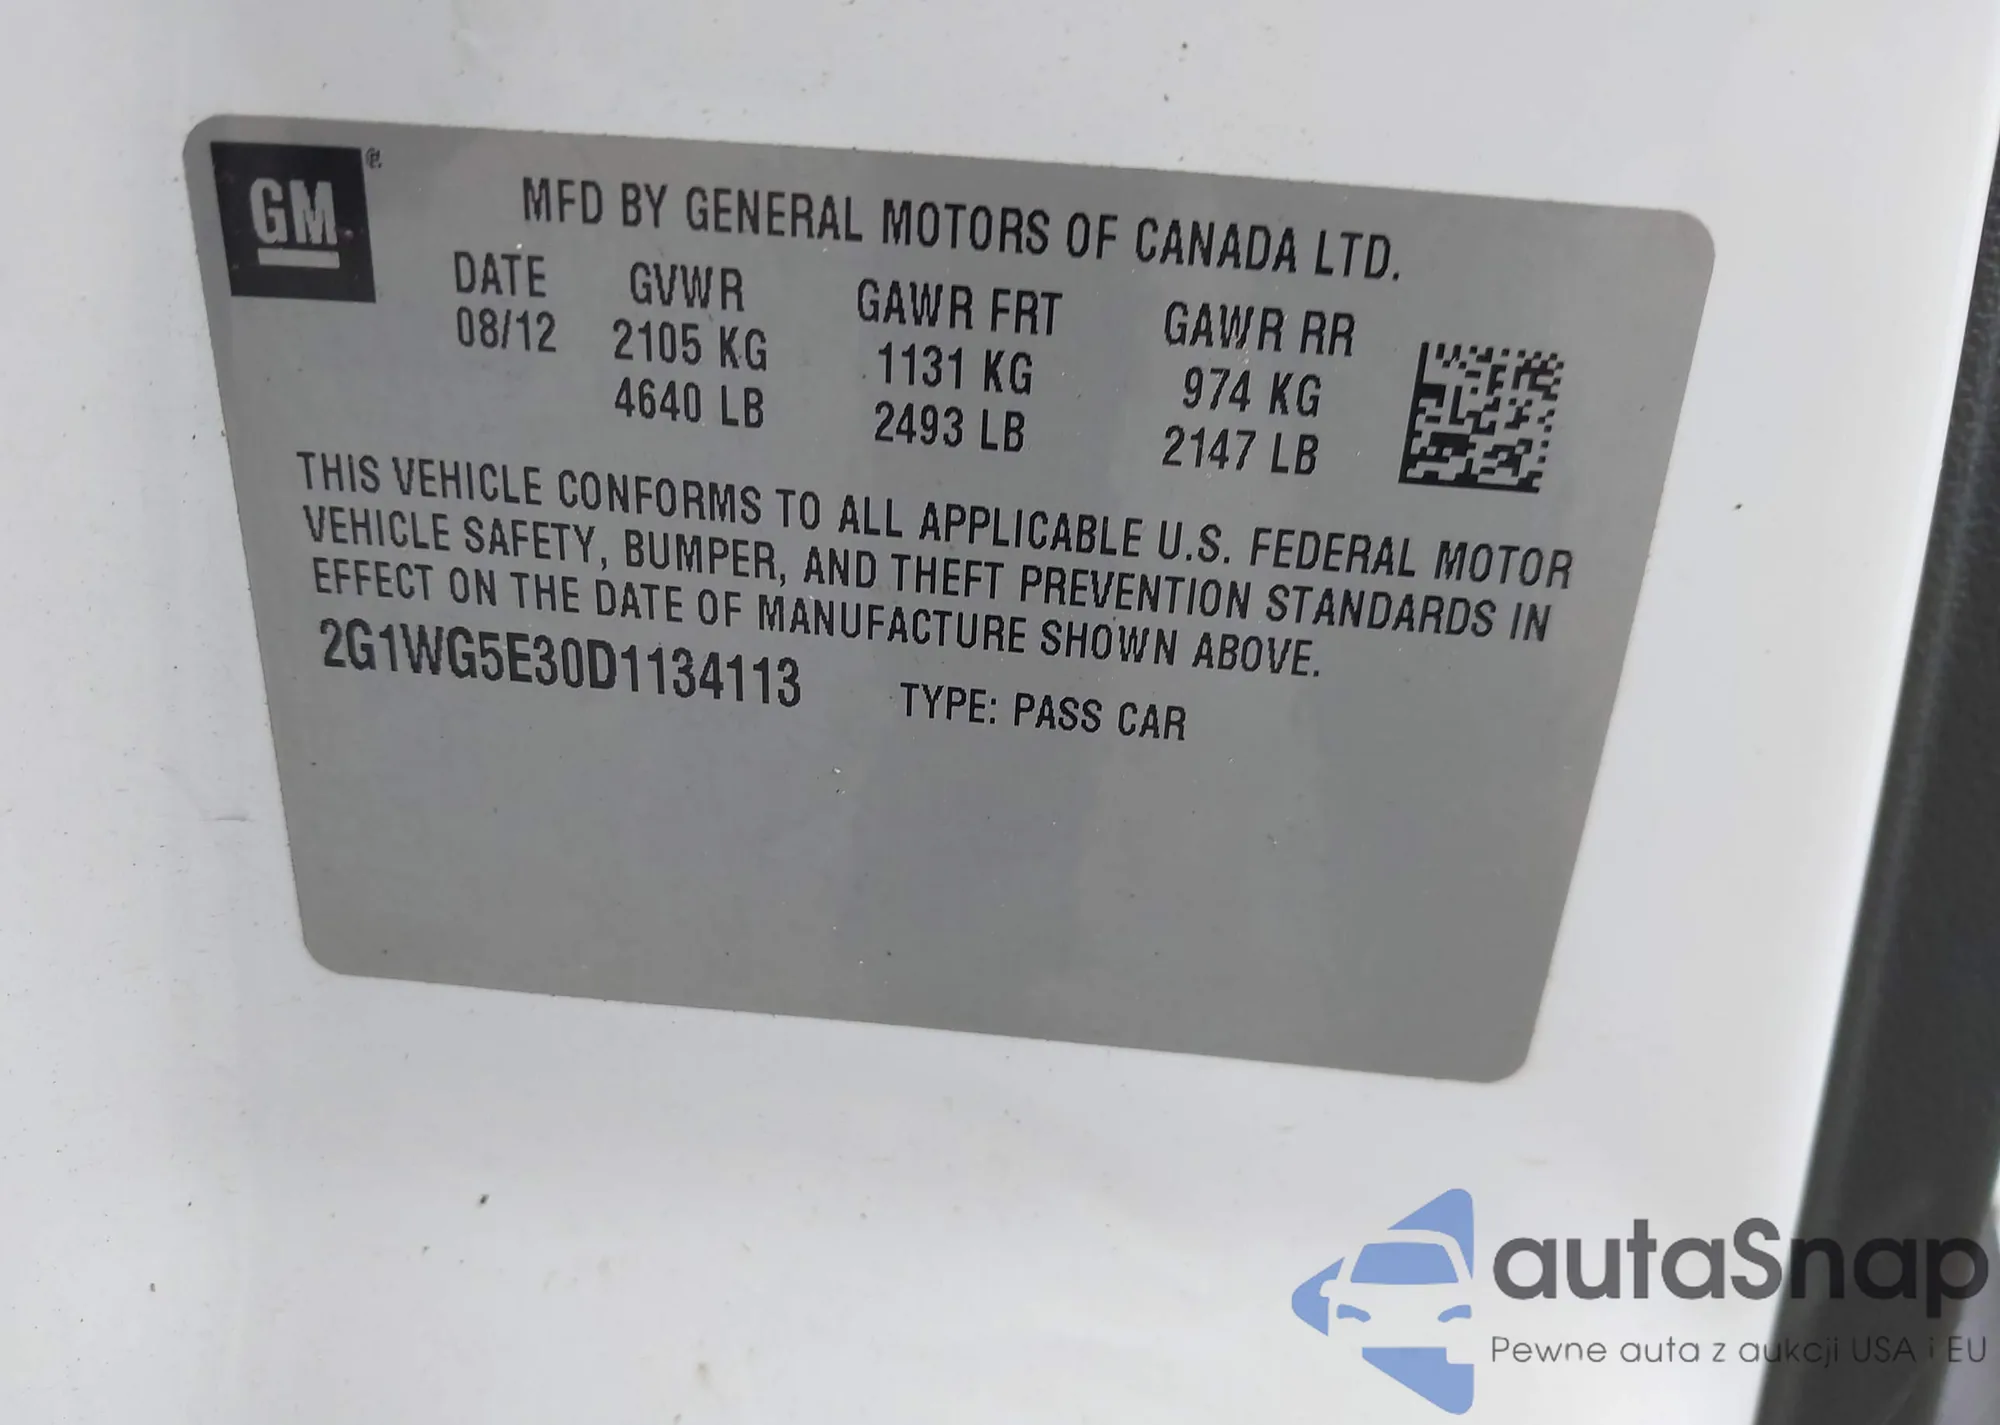 GM
MFD BY GENERAL MOTORS OF CANADA LTD.
DATE GVWR GAWR FRT GAWR RR
08/12 2105 KG 1131 KG 974 KG
4640 LB 2493 LB 2147 LB
THIS VEHICLE CONFORMS TO ALL APPLICABLE U.S. FEDERAL MOTOR
VEHICLE SAFETY, BUMPER, AND THEFT PREVENTION STANDARDS IN
EFFECT ON THE DATE OF MANUFACTURE SHOWN ABOVE.
2G1WG5E30D1134113 TYPE: PASS CAR
autaSnap
Pewne auta z aukcji USA i EU